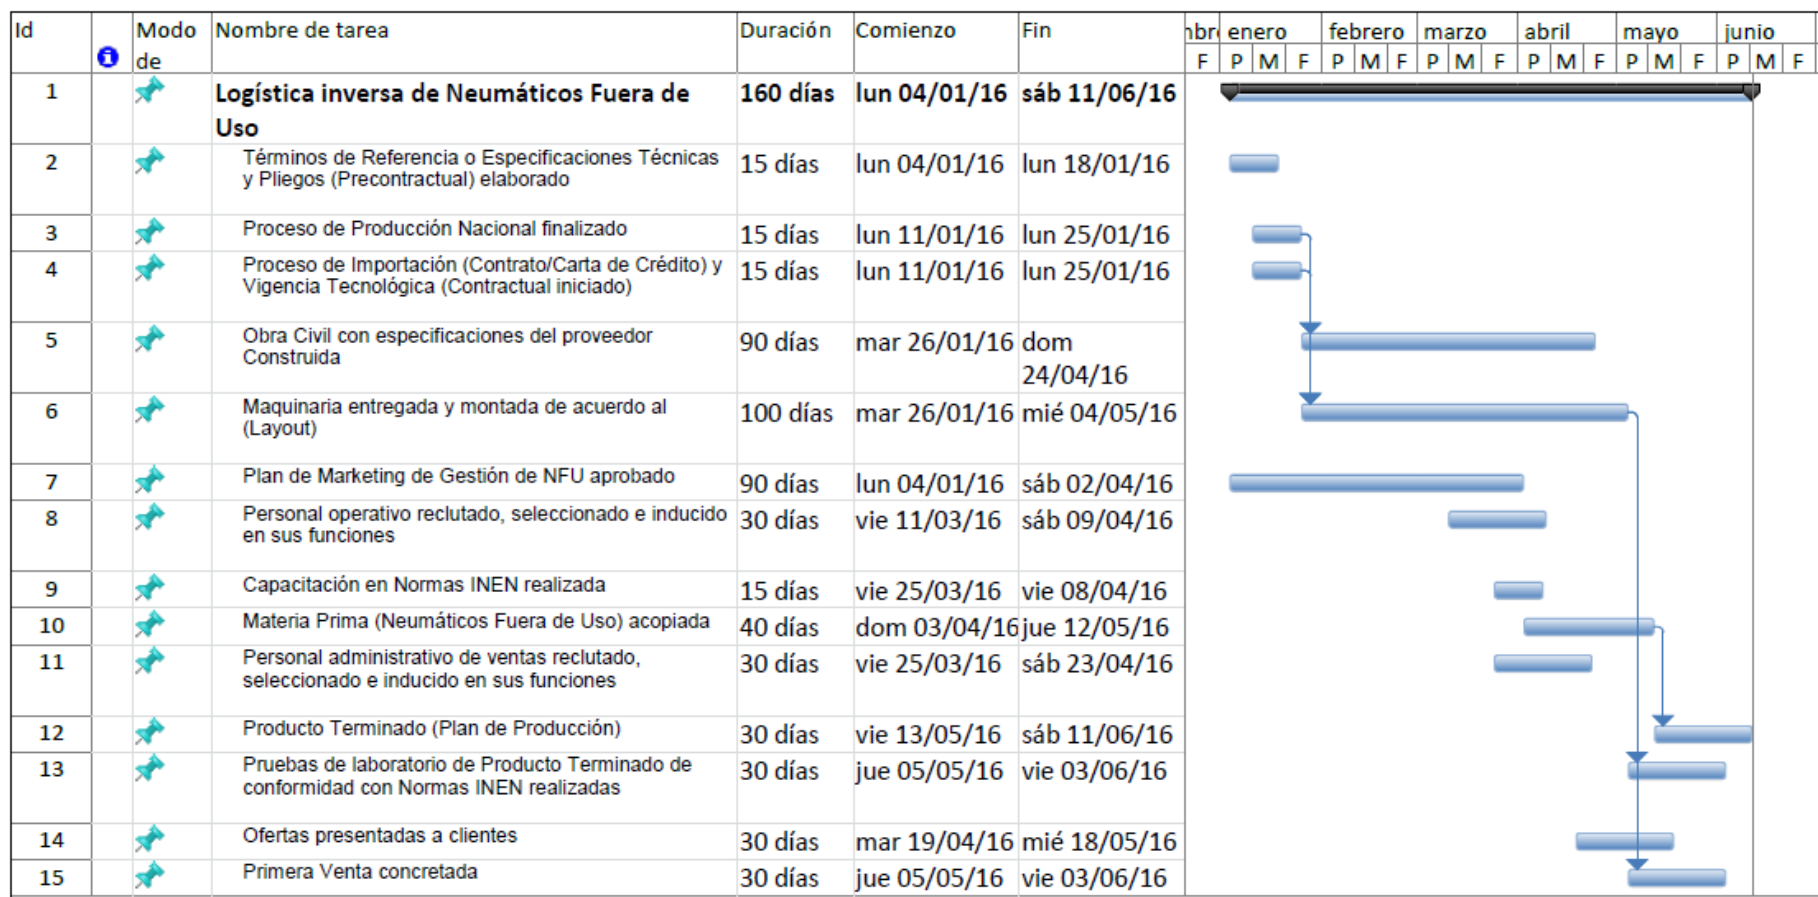 Id Modo Nombre de tarea Duración Comienzo Fin nbre enero febrero marzo abril mayo junio
i de F P M F P M F P M F P M F P M F P M F
1 Logística inversa de Neumáticos Fuera de 160 días lun 04/01/16 sáb 11/06/16
Uso
2 Términos de Referencia o Especificaciones Técnicas 15 días lun 04/01/16 lun 18/01/16
y Pliegos (Precontractual) elaborado
3 Proceso de Producción Nacional finalizado 15 días lun 11/01/16 lun 25/01/16
4 Proceso de Importación (Contrato/Carta de Crédito) y 15 días lun 11/01/16 lun 25/01/16
Vigencia Tecnológica (Contractual iniciado)
5 Obra Civil con especificaciones del proveedor 90 días mar 26/01/16 dom
Construida 24/04/16
6 Maquinaria entregada y montada de acuerdo al 100 días mar 26/01/16 mié 04/05/16
(Layout)
7 Plan de Marketing de Gestión de NFU aprobado 90 días lun 04/01/16 sáb 02/04/16
8 Personal operativo reclutado, seleccionado e inducido 30 días vie 11/03/16 sáb 09/04/16
en sus funciones
9 Capacitación en Normas INEN realizada 15 días vie 25/03/16 vie 08/04/16
10 Materia Prima (Neumáticos Fuera de Uso) acopiada 40 días dom 03/04/16 jue 12/05/16
11 Personal administrativo de ventas reclutado, 30 días vie 25/03/16 sáb 23/04/16
seleccionado e inducido en sus funciones
12 Producto Terminado (Plan de Producción) 30 días vie 13/05/16 sáb 11/06/16
13 Pruebas de laboratorio de Producto Terminado de 30 días jue 05/05/16 vie 03/06/16
conformidad con Normas INEN realizadas
14 Ofertas presentadas a clientes 30 días mar 19/04/16 mié 18/05/16
15 Primera Venta concretada 30 días jue 05/05/16 vie 03/06/16